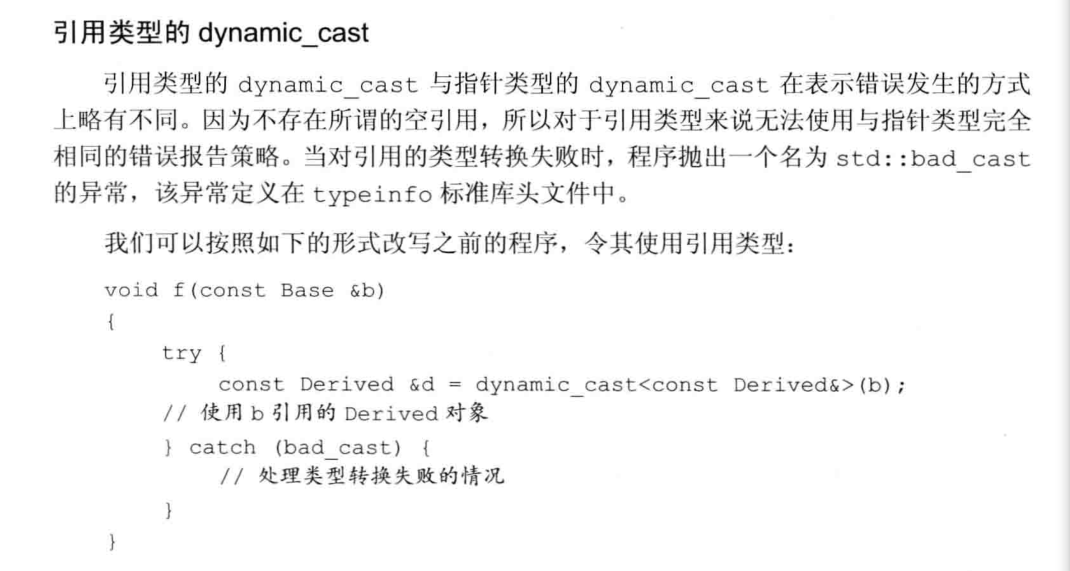 引用类型的 dynamic_cast
引用类型的 dynamic_cast 与指针类型的 dynamic_cast 在表示错误发生的方式
上略有不同。因为不存在所谓的空引用，所以对于引用类型来说无法使用与指针类型完全
相同的错误报告策略。当对引用的类型转换失败时，程序抛出一个名为 std::bad_cast
的异常，该异常定义在 typeinfo 标准库头文件中。
我们可以按照如下的形式改写之前的程序，令其使用引用类型：
void f(const Base &b)
{
try {
const Derived &d = dynamic_cast<const Derived&>(b);
// 使用 b 引用的 Derived 对象
} catch (bad_cast) {
// 处理类型转换失败的情况
}
}